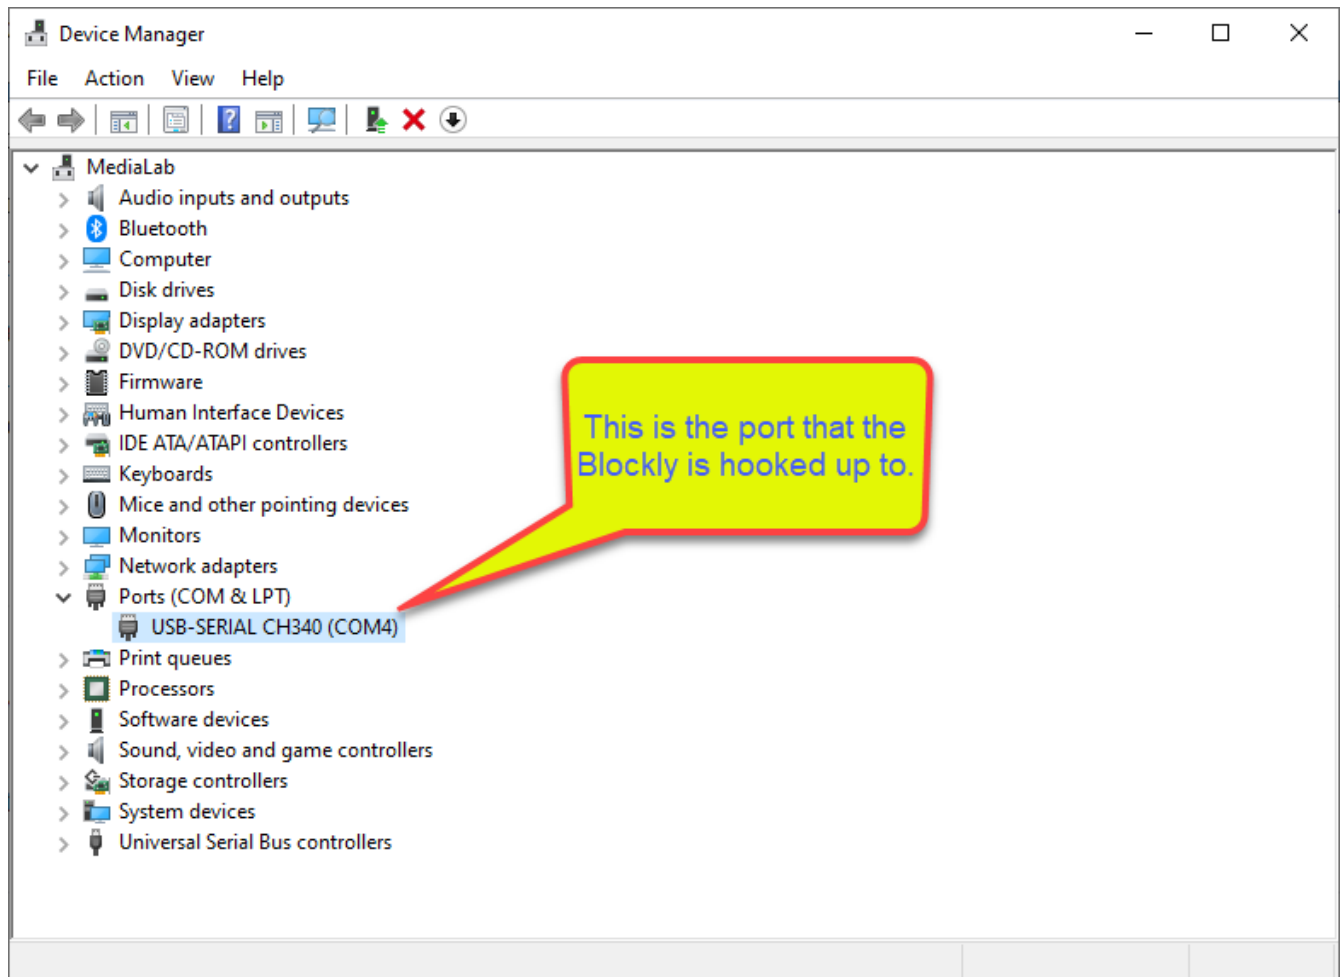 Device Manager
File Action View Help
MediaLab
Audio inputs and outputs
Bluetooth
Computer
Disk drives
Display adapters
DVD/CD-ROM drives
Firmware
Human Interface Devices
IDE ATA/ATAPI controllers
Keyboards
Mice and other pointing devices
Monitors
Network adapters
Ports (COM & LPT)
USB-SERIAL CH340 (COM4)
Print queues
Processors
Software devices
Sound, video and game controllers
Storage controllers
System devices
Universal Serial Bus controllers
This is the port that the
Blockly is hooked up to.